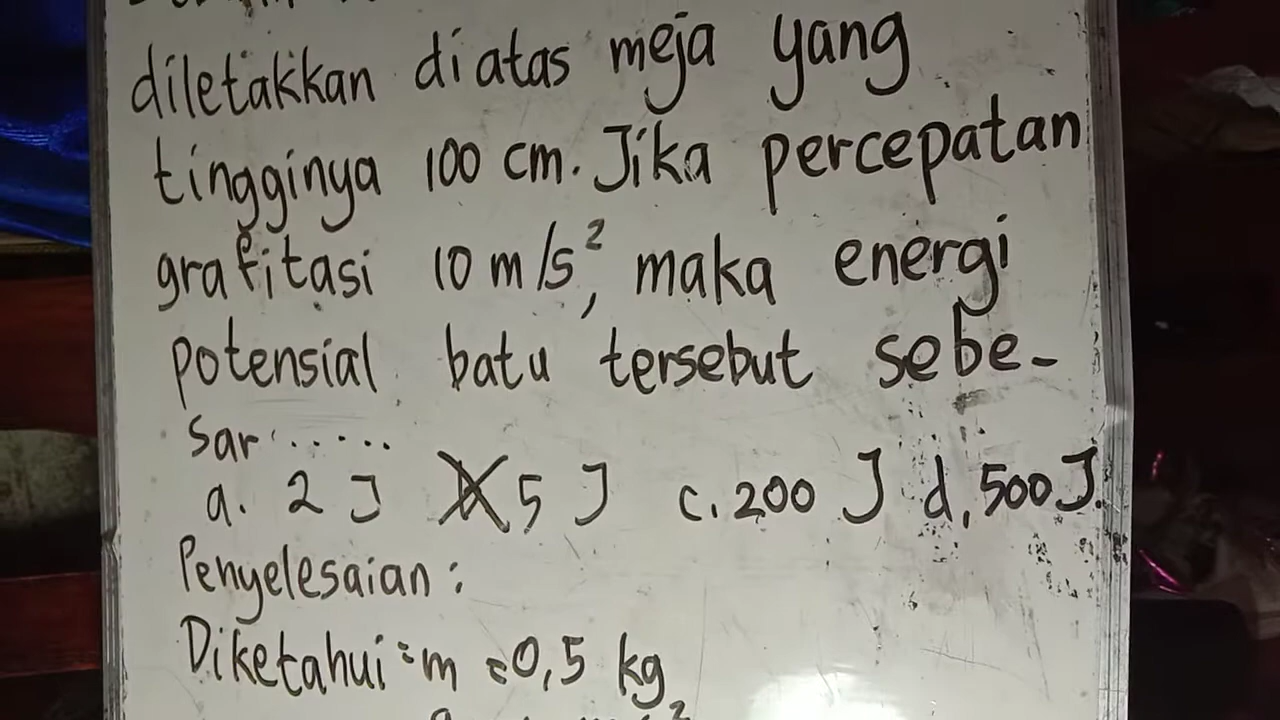 diletakkan diatas meja yang
tingginya 100 cm. Jika percepatan
grafitasi 10 m/s², maka energi
potensial batu tersebut sebe-
sar.....
a. 2 J X 5 J c. 200 J d. 500 J.
Penyelesaian :
Diketahui = m = 0,5 kg